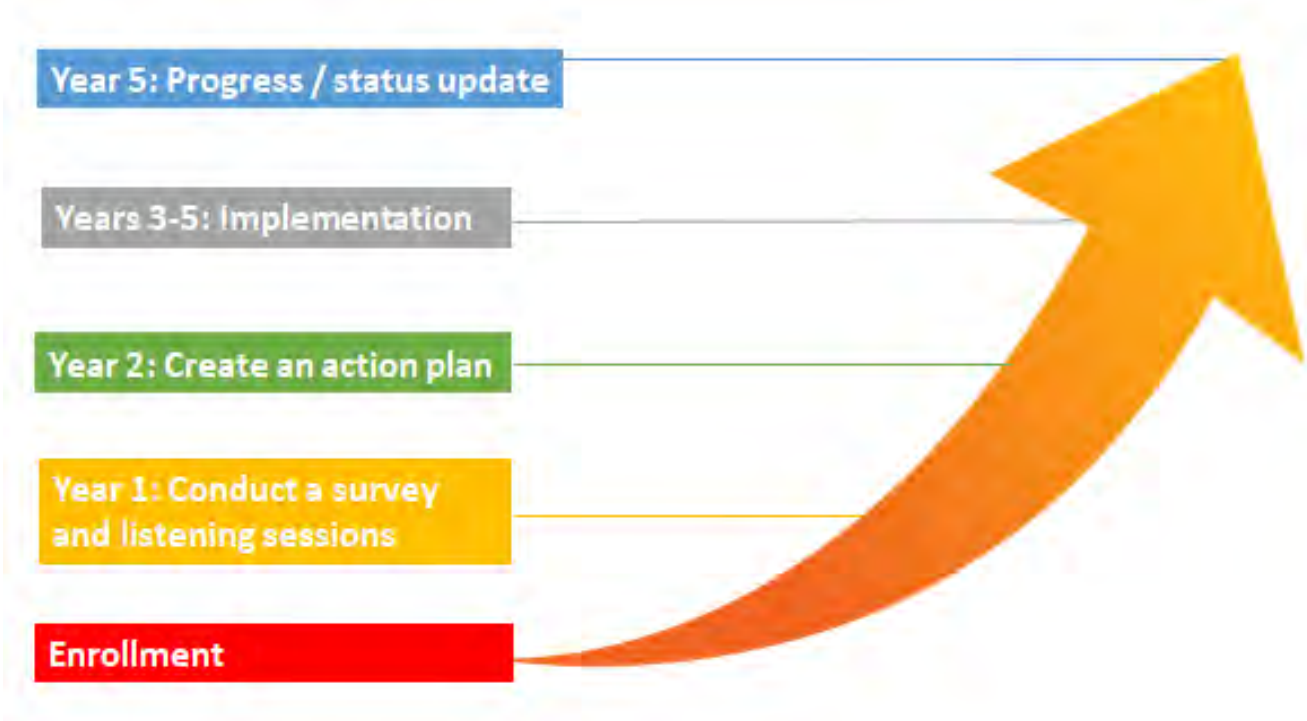 Year 5: Progress / status update
Years 3-5: Implementation
Year 2: Create an action plan
Year 1: Conduct a survey
and listening sessions
Enrollment